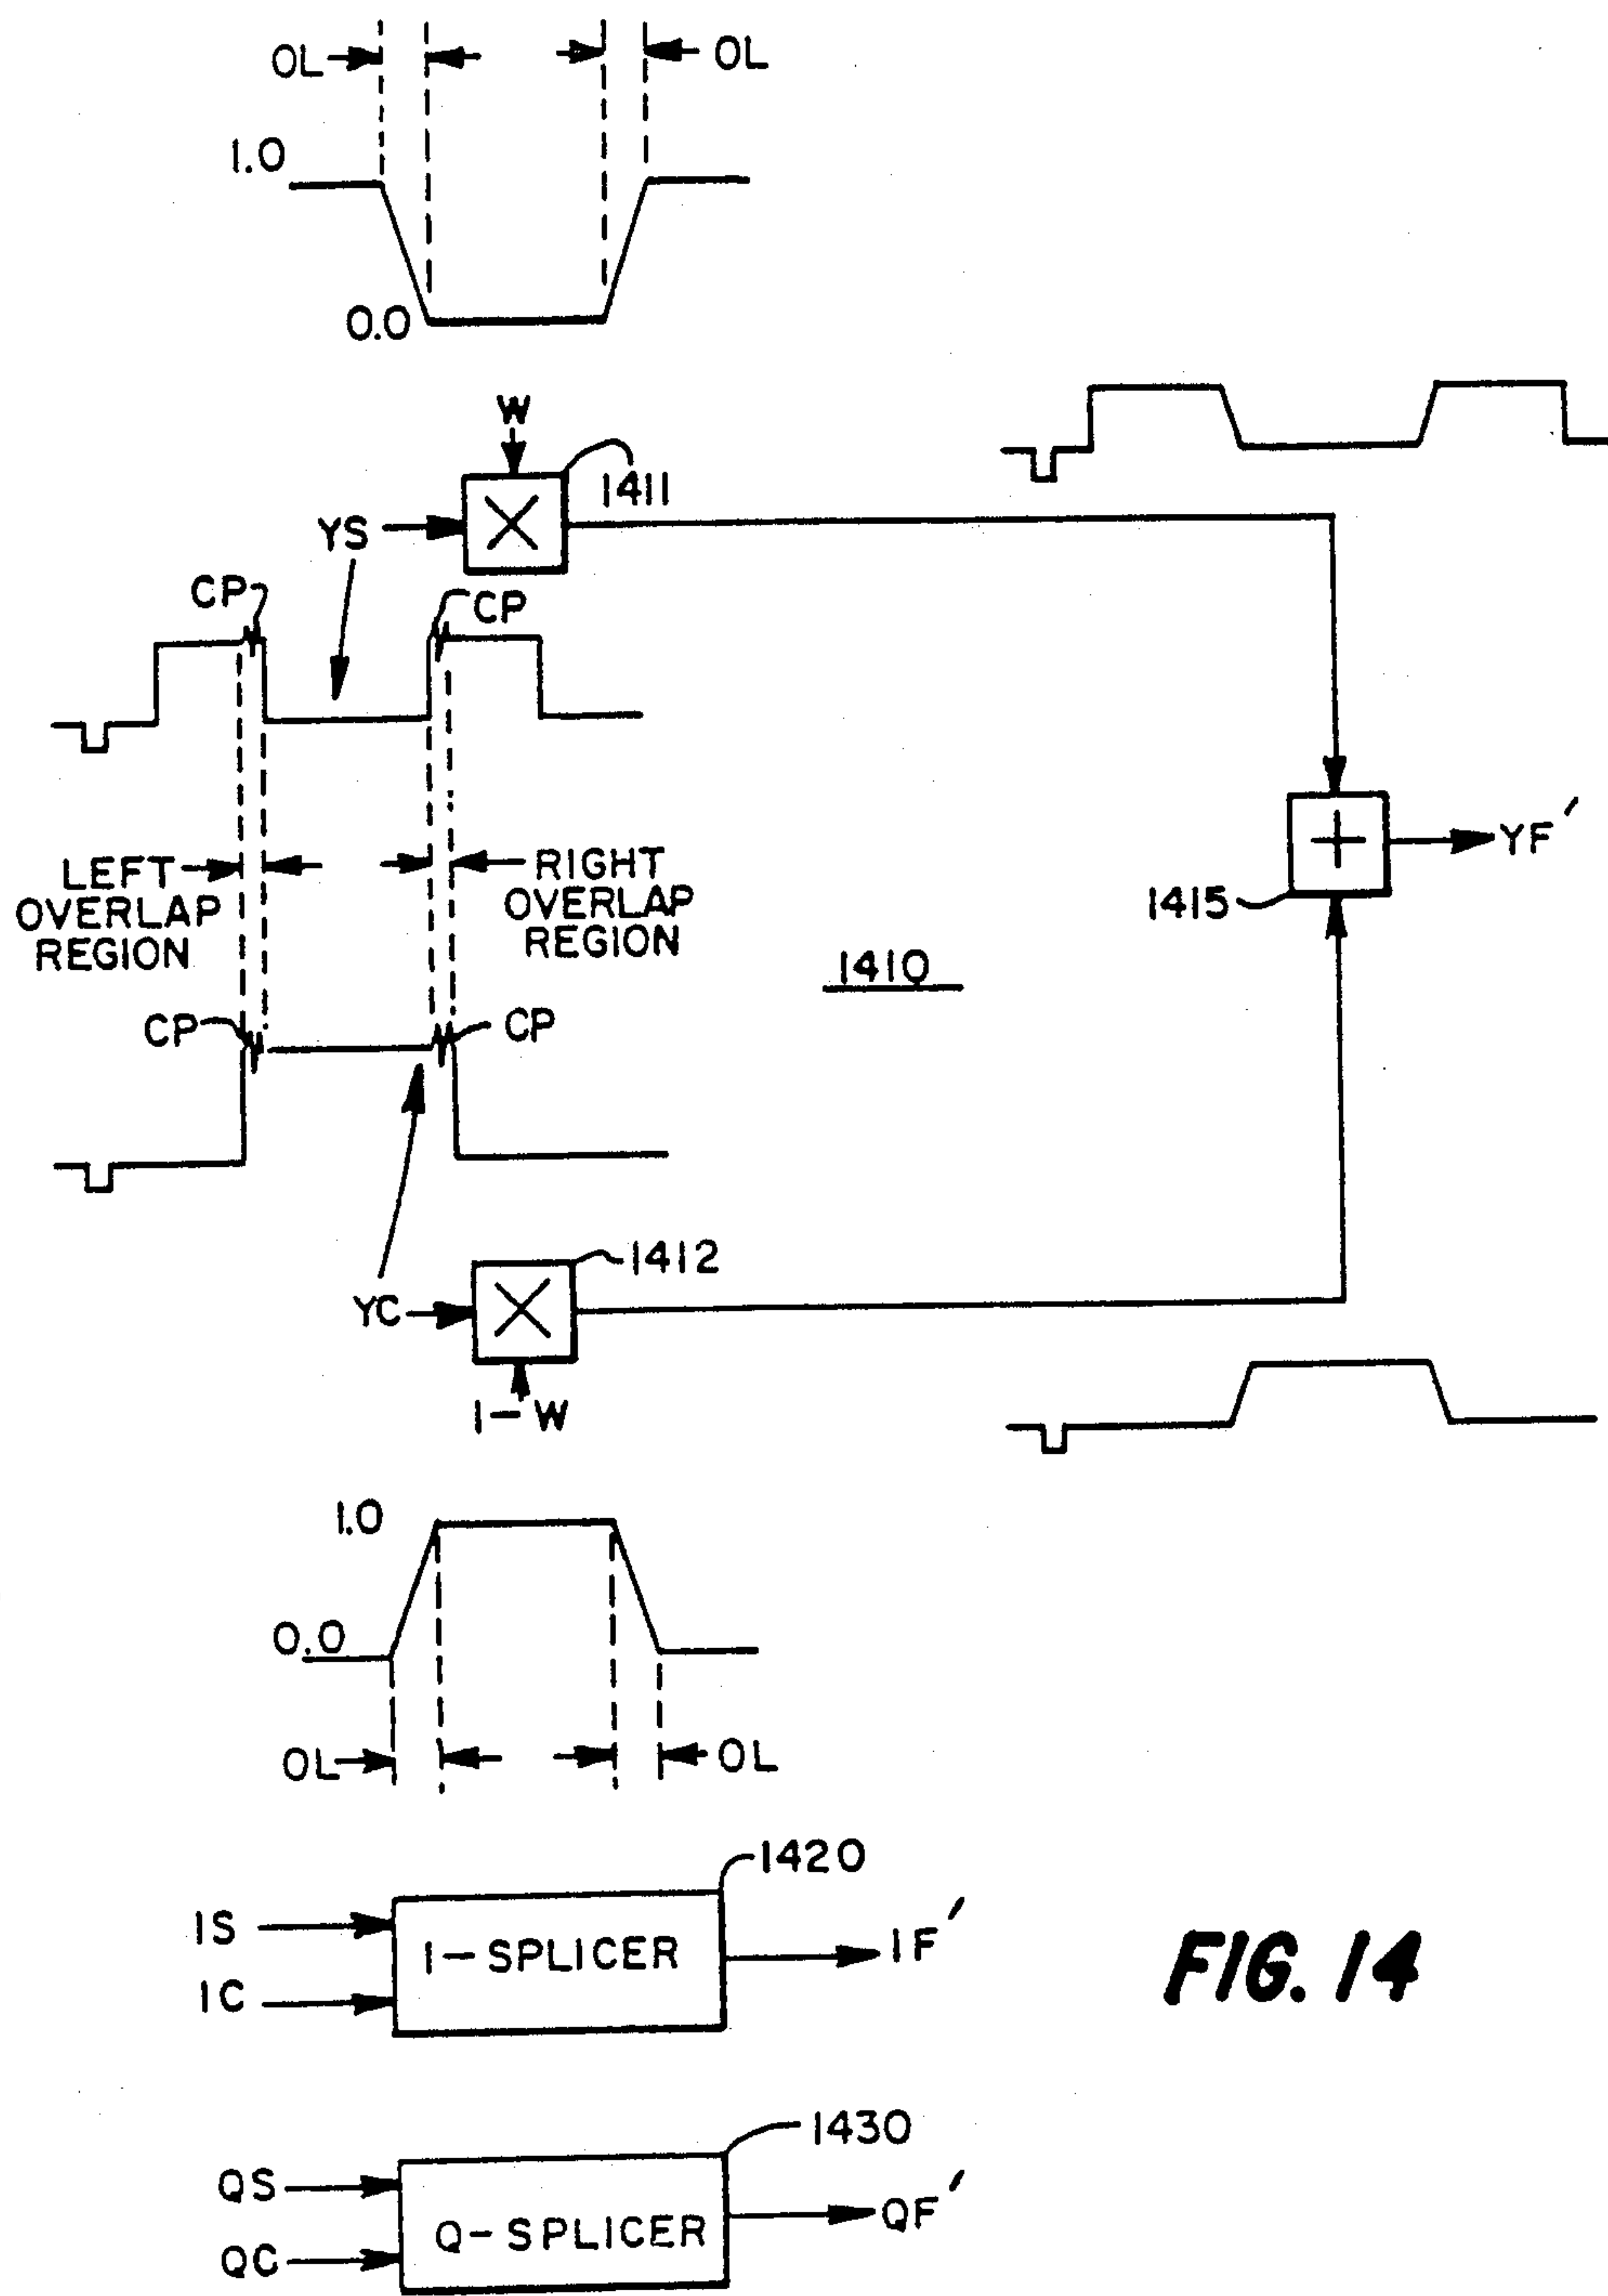 OL
OL
1.0
0.0
W
1411
YS
CP
CP
YF'
1415
LEFT
OVERLAP
REGION
RIGHT
OVERLAP
REGION
1410
CP
CP
1412
YC
1-W
1.0
0.0
OL
OL
1420
IS
IC
I-SPLICER
IF'
FIG. 14
1430
QS
QC
Q-SPLICER
QF'